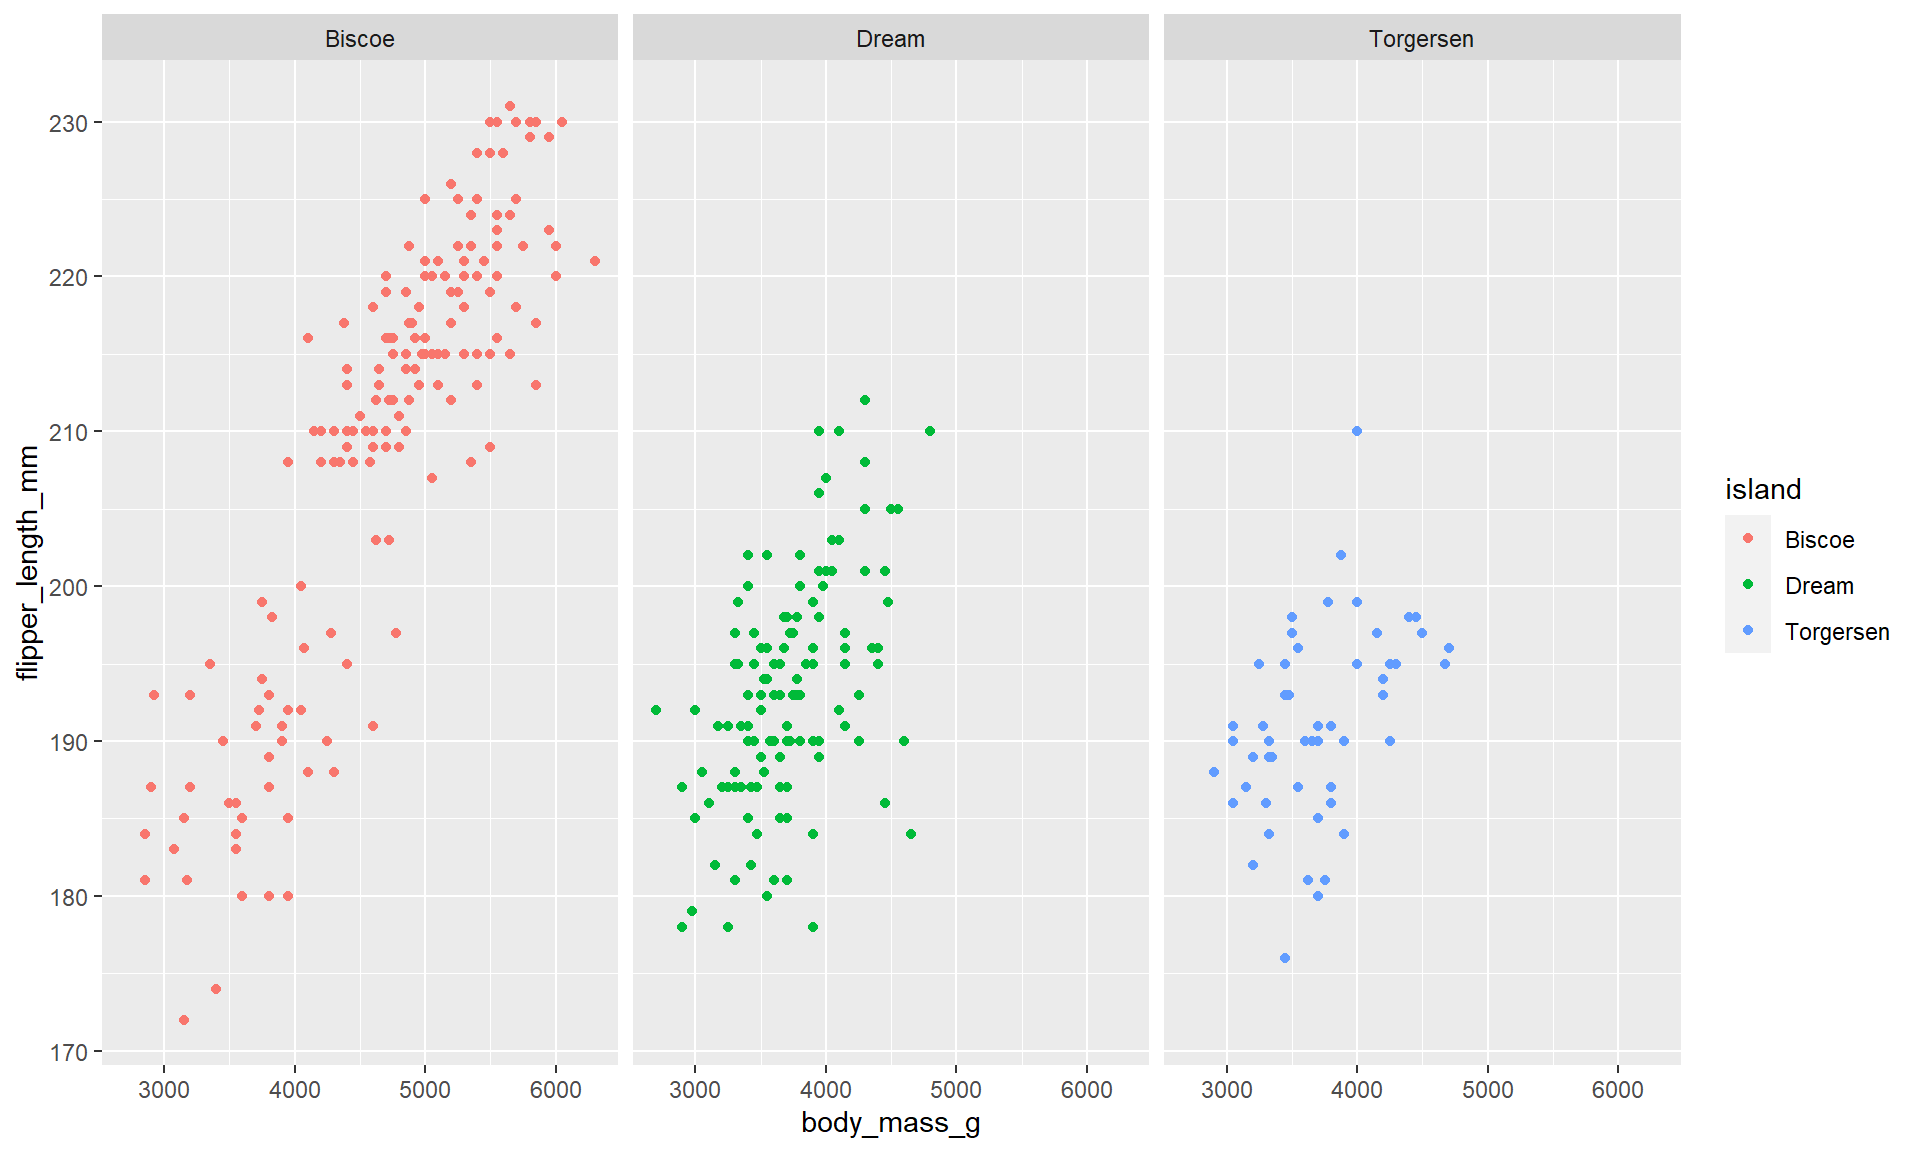 Biscoe Dream Torgersen
230
220
210
200
190
180
170
flipper_length_mm
3000 4000 5000 6000 3000 4000 5000 6000 3000 4000 5000 6000
body_mass_g
island
Biscoe
Dream
Torgersen